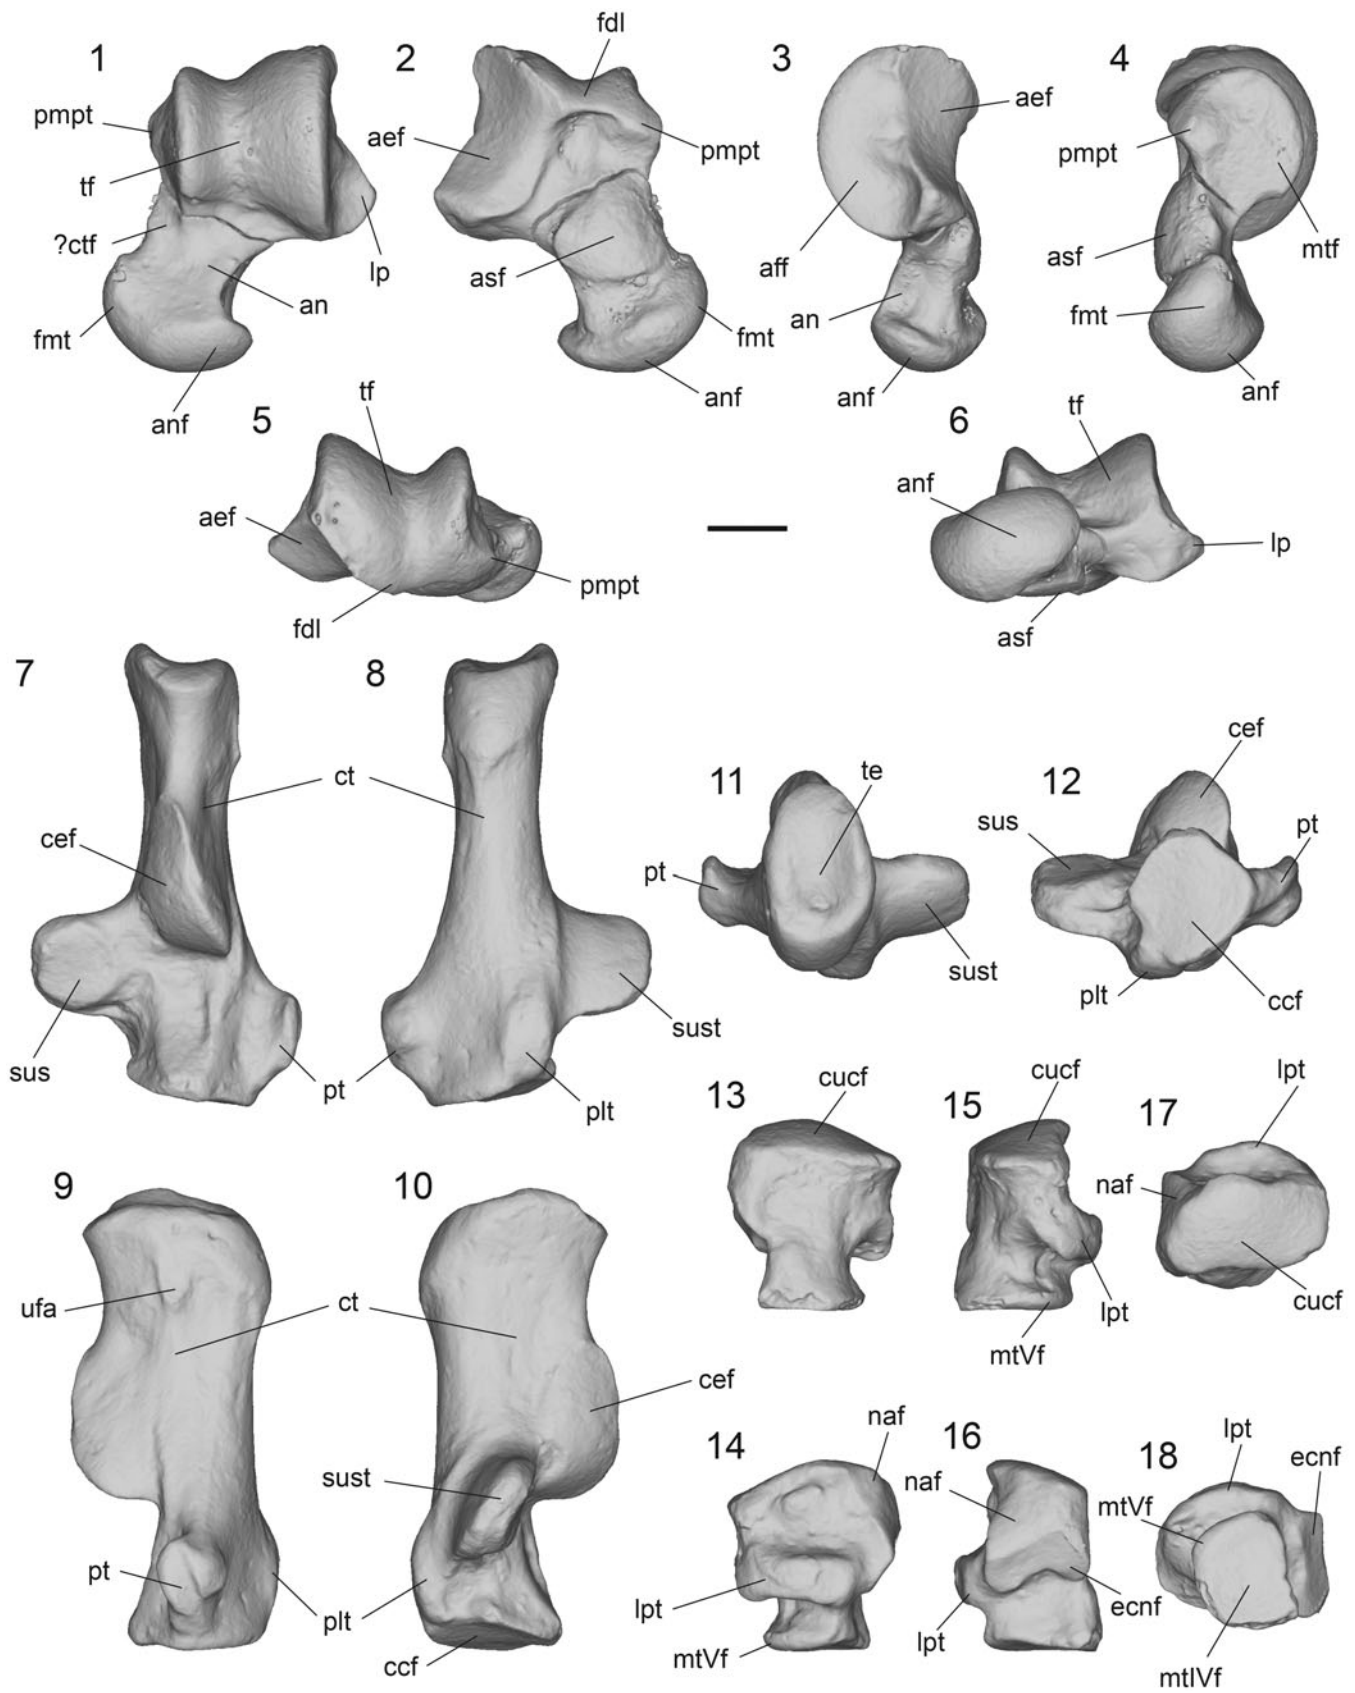 1
pmpt
tf
?ctf
fmt
anf
an
lp
2
fdl
aef
pmpt
asf
fmt
anf
3
aef
aff
an
anf
4
pmpt
asf
fmt
mtf
anf
5
tf
aef
fdl
pmpt
6
tf
anf
lp
asf
7
cef
sus
ct
pt
8
sust
plt
11
te
pt
sust
12
cef
sus
pt
plt
ccf
13
cucf
15
cucf
lpt
mtVf
17
lpt
naf
cucf
9
ufa
ct
pt
plt
10
cef
sust
ccf
14
naf
lpt
mtVf
16
naf
ecnf
lpt
18
lpt
ecnf
mtVf
mtIVf